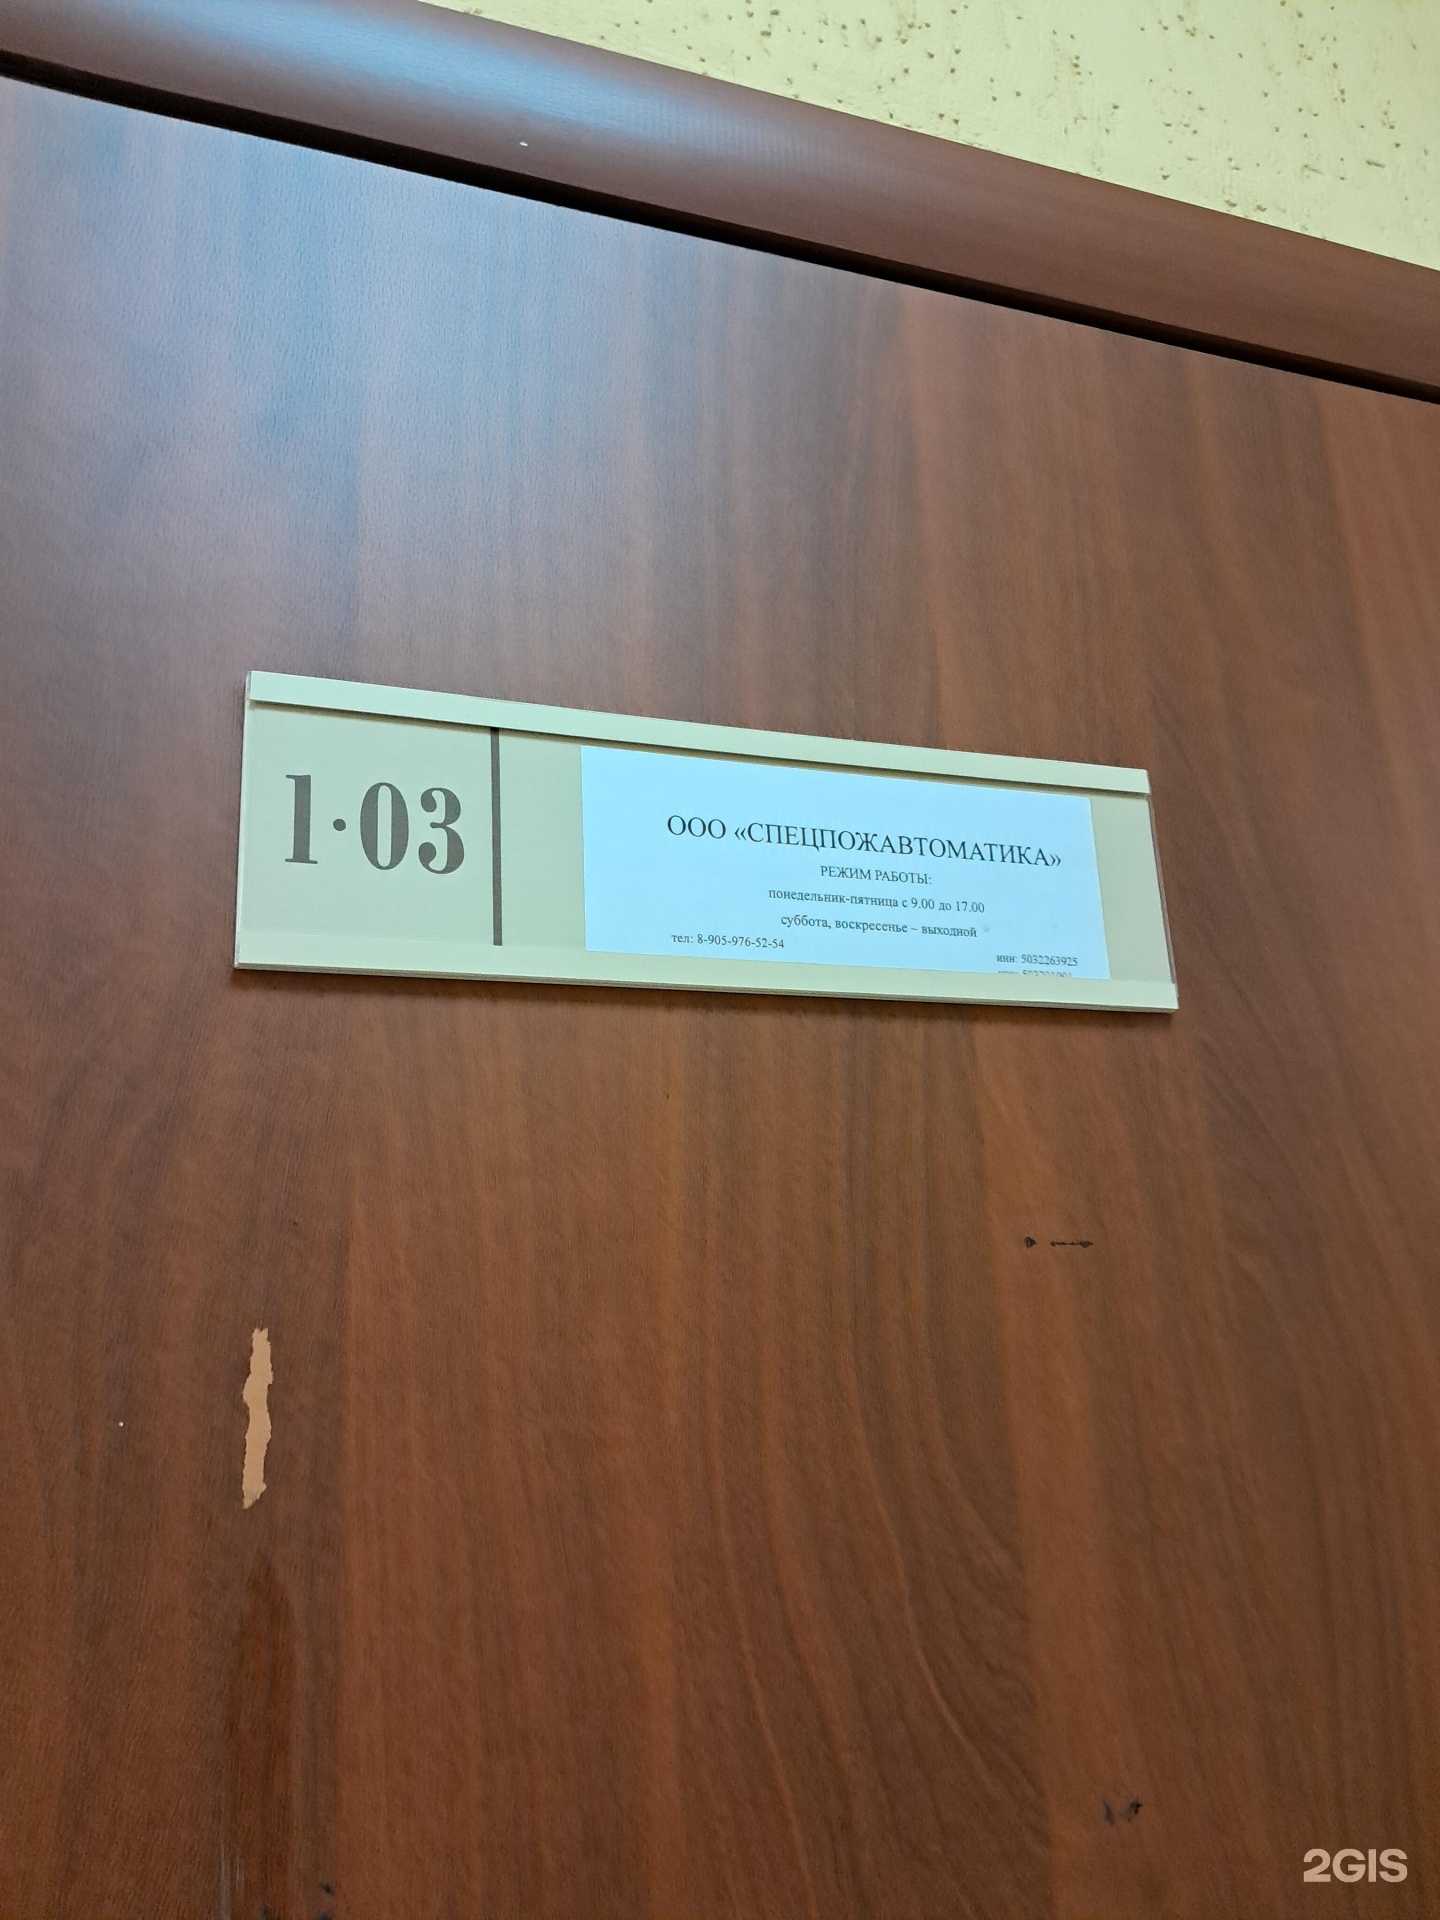 1·03
ООО «СПЕЦПОЖАВТОМАТИКА»
РЕЖИМ РАБОТЫ:
понедельник-пятница с 9.00 до 17.00
суббота, воскресенье – выходной
тел: 8-905-976-52-54
инн: 5032263925
2GIS